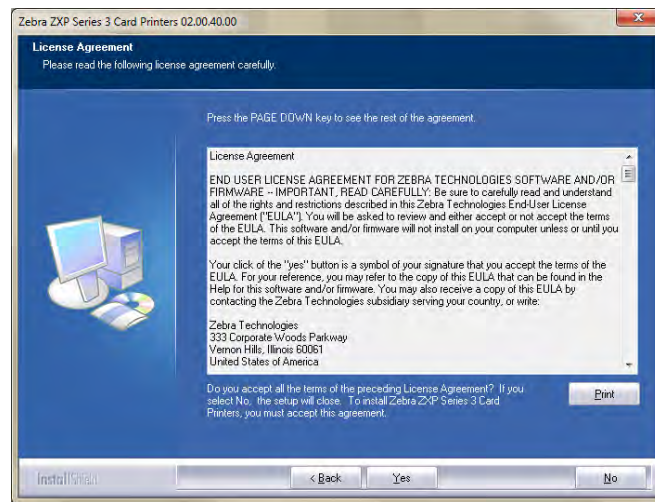 Zebra ZXP Series 3 Card Printers 02.00.40.00
License Agreement
Please read the following license agreement carefully.
Press the PAGE DOWN key to see the rest of the agreement.
License Agreement
END USER LICENSE AGREEMENT FOR ZEBRA TECHNOLOGIES SOFTWARE AND/OR
FIRMWARE -- IMPORTANT, READ CAREFULLY: Be sure to carefully read and understand
all of the rights and restrictions described in this Zebra Technologies End-User License
Agreement ("EULA"). You will be asked to review and either accept or not accept the terms
of the EULA. This software and/or firmware will not install on your computer unless or until you
accept the terms of this EULA.
Your click of the "yes" button is a symbol of your signature that you accept the terms of the
EULA. For your reference, you may refer to the copy of this EULA that can be found in the
Help for this software and/or firmware. You may also receive a copy of this EULA by
contacting the Zebra Technologies subsidiary serving your country, or write:
Zebra Technologies
333 Corporate Woods Parkway
Vernon Hills, Illinois 60061
United States of America
Do you accept all the terms of the preceding License Agreement? If you
select No, the setup will close. To install Zebra ZXP Series 3 Card
Printers, you must accept this agreement.
Print
InstallShield
< Back
Yes
No